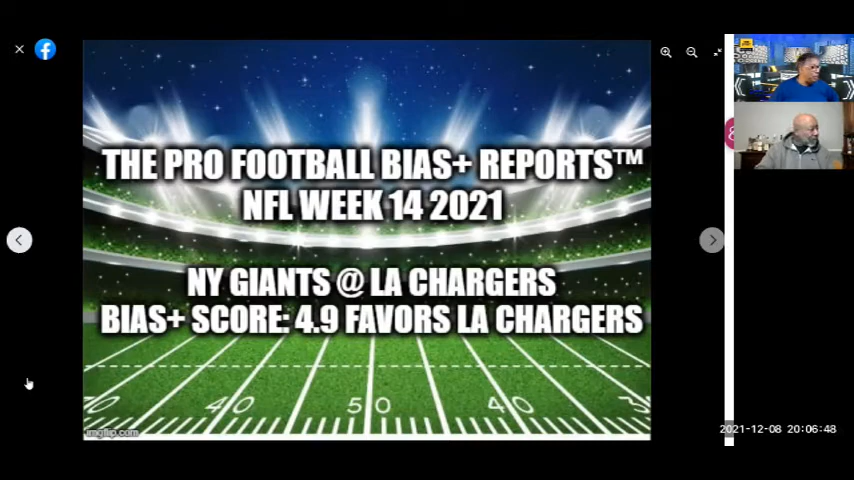 THE PRO FOOTBALL BIAS+ REPORTS™
NFL WEEK 14 2021
NY GIANTS @ LA CHARGERS
BIAS+ SCORE: 4.9 FAVORS LA CHARGERS
40
50
40
imgflip.com
2021-12-08 20:06:48